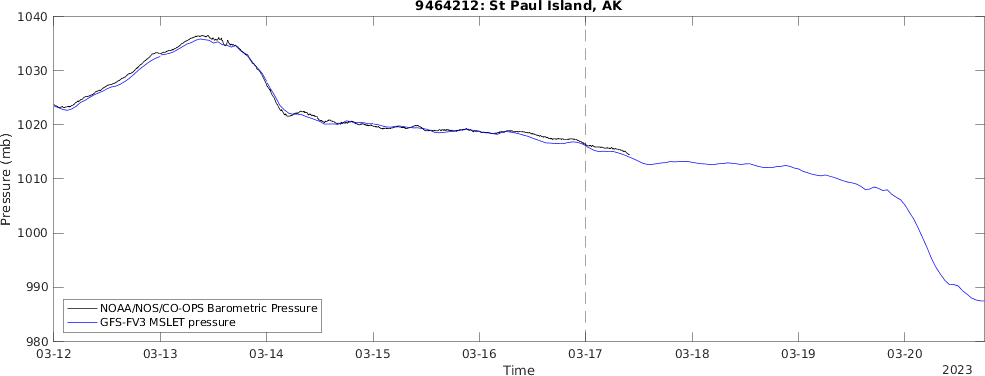 9464212: St Paul Island, AK
1040
1030
1020
1010
1000
990
980
Pressure (mb)
NOAA/NOS/CO-OPS Barometric Pressure
GFS-FV3 MSLET pressure
03-12 03-13 03-14 03-15 03-16 03-17 03-18 03-19 03-20
Time
2023